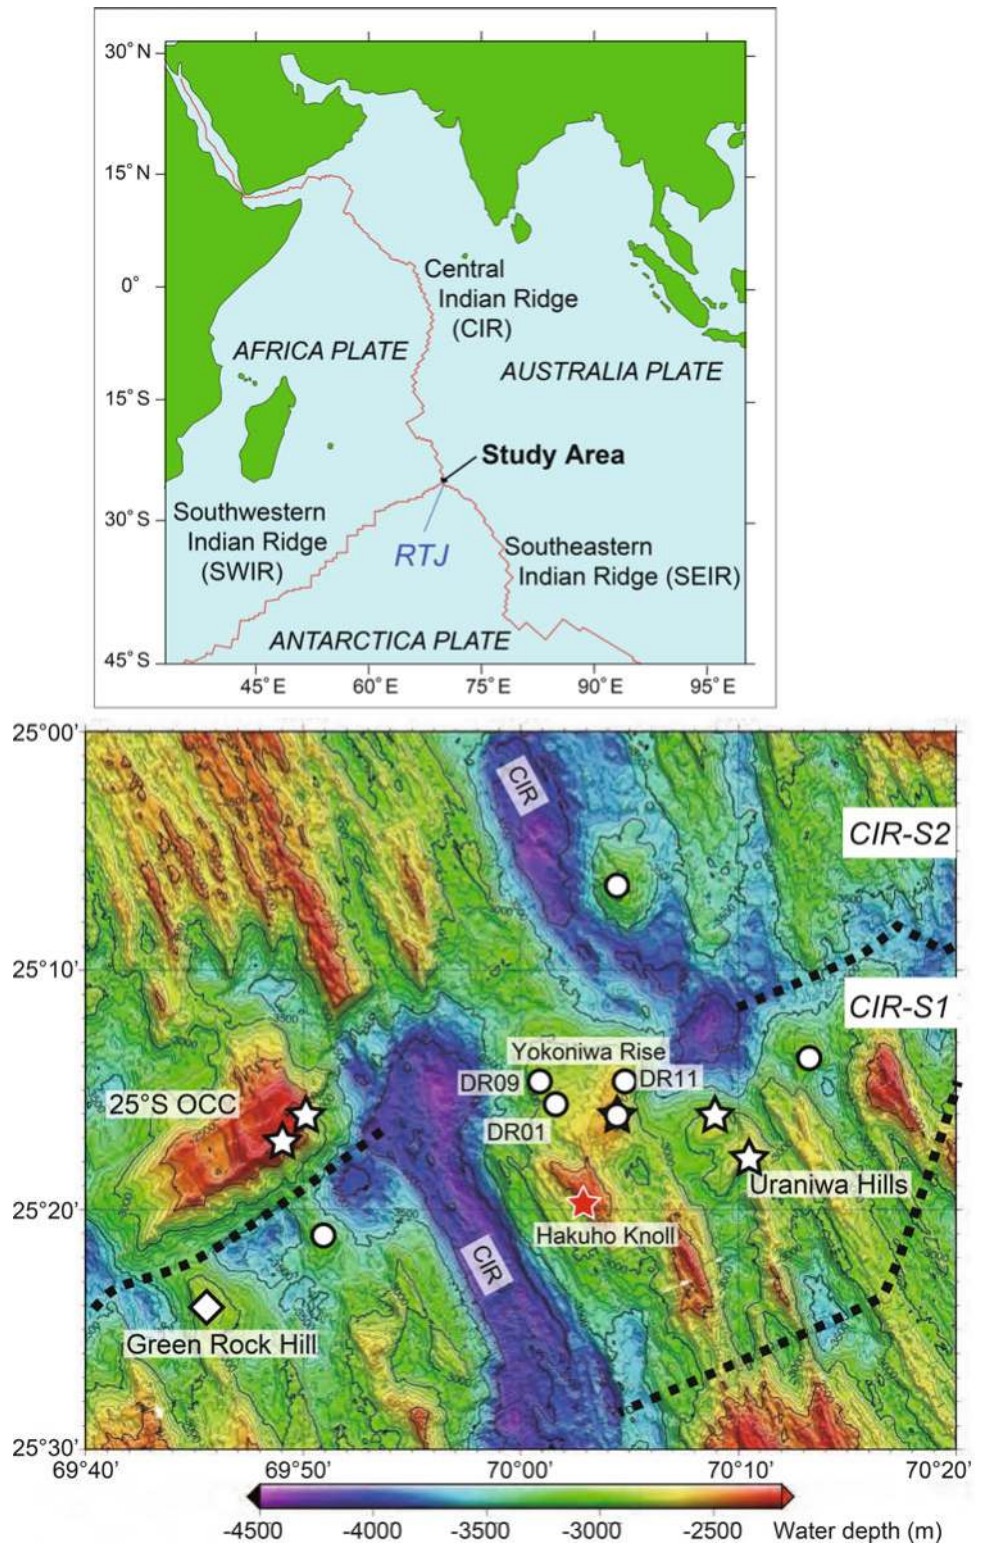 30°N
15°N
0°
15°S
30°S
45°S
45°E
60°E
75°E
90°E
95°E
Central
Indian Ridge
(CIR)
AFRICA PLATE
AUSTRALIA PLATE
Study Area
Southwestern
Indian Ridge
(SWIR)
RTJ
Southeastern
Indian Ridge (SEIR)
ANTARCTICA PLATE
25°00'
25°10'
25°20'
25°30'
69°40'
69°50'
70°00'
70°10'
70°20'
CIR
CIR-S2
CIR-S1
Yokoniwa Rise
DR09
DR11
DR01
25°S OCC
Uraniwa Hills
Hakuho Knoll
CIR
Green Rock Hill
-4500
-4000
-3500
-3000
-2500
Water depth (m)